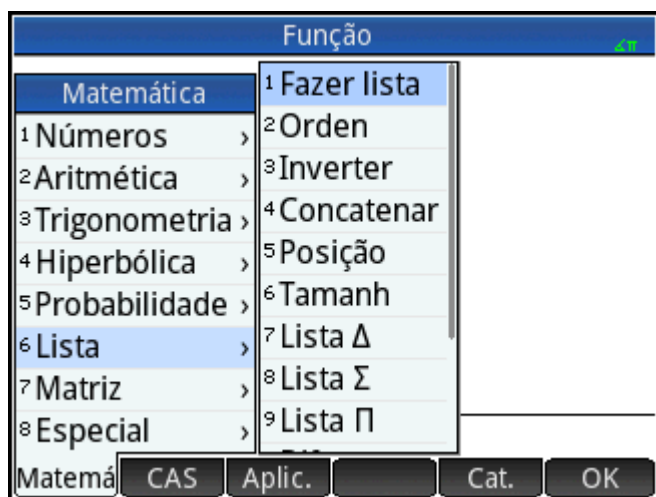 Função
∡π
Matemática
1 Números ›
2 Aritmética ›
3 Trigonometria ›
4 Hiperbólica ›
5 Probabilidade ›
6 Lista ›
7 Matriz ›
8 Especial ›
1 Fazer lista
2 Orden
3 Inverter
4 Concatenar
5 Posição
6 Tamanh
7 Lista Δ
8 Lista Σ
9 Lista Π
Matemá CAS Aplic. Cat. OK